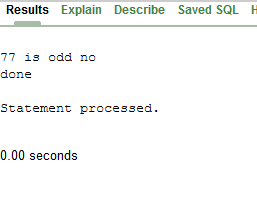 Results Explain Describe Saved SQL H
77 is odd no
done
Statement processed.
0.00 seconds